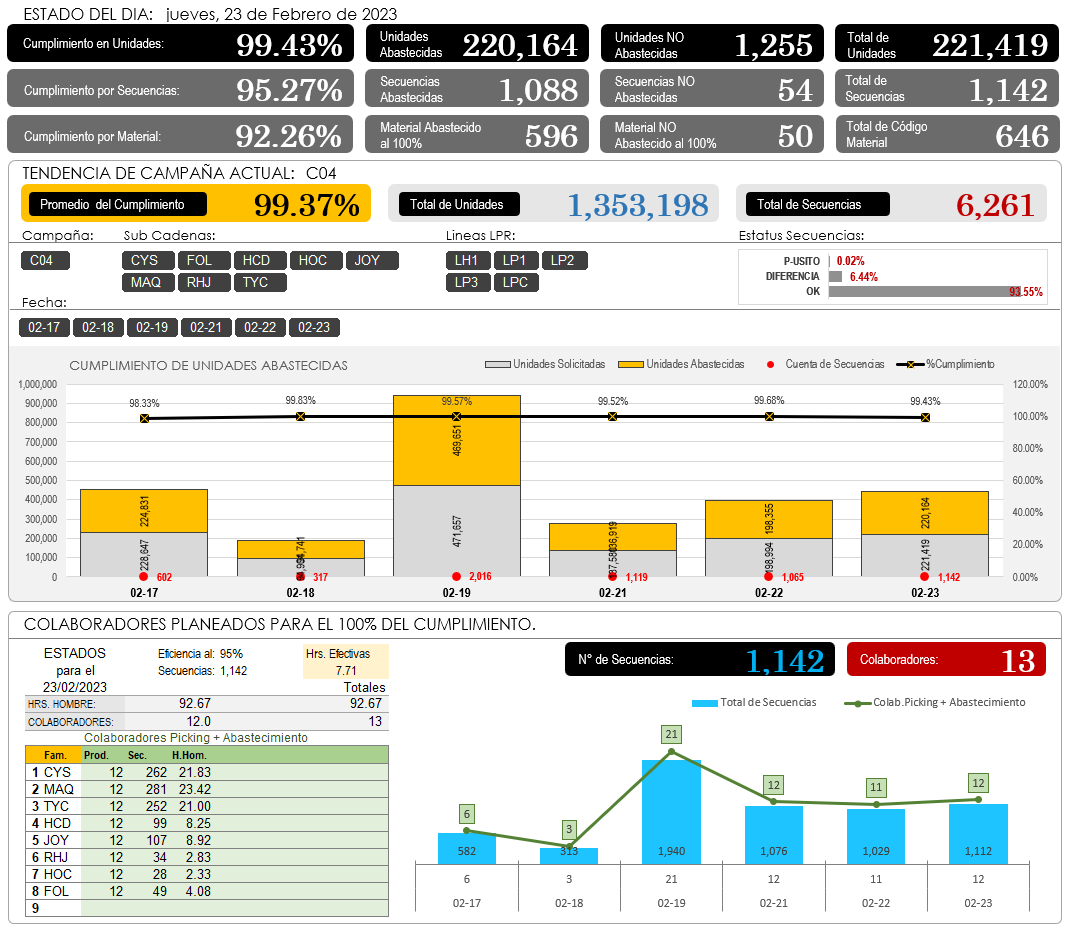 ESTADO DEL DIA: jueves, 23 de Febrero de 2023
Cumplimiento en Unidades: 99.43%
Unidades Abastecidas 220,164
Unidades NO Abastecidas 1,255
Total de Unidades 221,419
Cumplimiento por Secuencias: 95.27%
Secuencias Abastecidas 1,088
Secuencias NO Abastecidas 54
Total de Secuencias 1,142
Cumplimiento por Material: 92.26%
Material Abastecido al 100% 596
Material NO Abastecido al 100% 50
Total de Código Material 646
TENDENCIA DE CAMPAÑA ACTUAL: C04
Promedio del Cumplimiento 99.37%
Total de Unidades 1,353,198
Total de Secuencias 6,261
Campaña: Sub Cadenas: Lineas LPR: Estatus Secuencias:
C04 CYS FOL HCD HOC JOY LH1 LP1 LP2
MAQ RHJ TYC LP3 LPC
P-USITO 0.02%
DIFERENCIA 6.44%
OK 93.55%
Fecha:
02-17 02-18 02-19 02-21 02-22 02-23
CUMPLIMIENTO DE UNIDADES ABASTECIDAS
Unidades Solicitadas Unidades Abastecidas Cuenta de Secuencias %Cumplimiento
1,000,000 120.00%
900,000
800,000 100.00%
700,000 80.00%
600,000
500,000 60.00%
400,000 40.00%
300,000
200,000 20.00%
100,000
0 0.00%
98.33% 99.83% 99.57% 99.52% 99.68% 99.43%
224,831 469,651 198,355 220,164
228,647 471,657 198,994 221,419
602 317 2,016 1,119 1,065 1,142
02-17 02-18 02-19 02-21 02-22 02-23
COLABORADORES PLANEADOS PARA EL 100% DEL CUMPLIMIENTO.
ESTADOS para el 23/02/2023
Eficiencia al: 95%
Secuencias: 1,142
Hrs. Efectivas
7.71
Totales
HRS. HOMBRE: 92.67 92.67
COLABORADORES: 12.0 13
Colaboradores Picking + Abastecimiento
Fam. Prod. Sec. H.Hom.
1 CYS 12 262 21.83
2 MAQ 12 281 23.42
3 TYC 12 252 21.00
4 HCD 12 99 8.25
5 JOY 12 107 8.92
6 RHJ 12 34 2.83
7 HOC 12 28 2.33
8 FOL 12 49 4.08
9
N° de Secuencias: 1,142
Colaboradores: 13
Total de Secuencias Colab.Picking + Abastecimiento
6 3 21 12 11 12
582 313 1,940 1,076 1,029 1,112
6 3 21 12 11 12
02-17 02-18 02-19 02-21 02-22 02-23